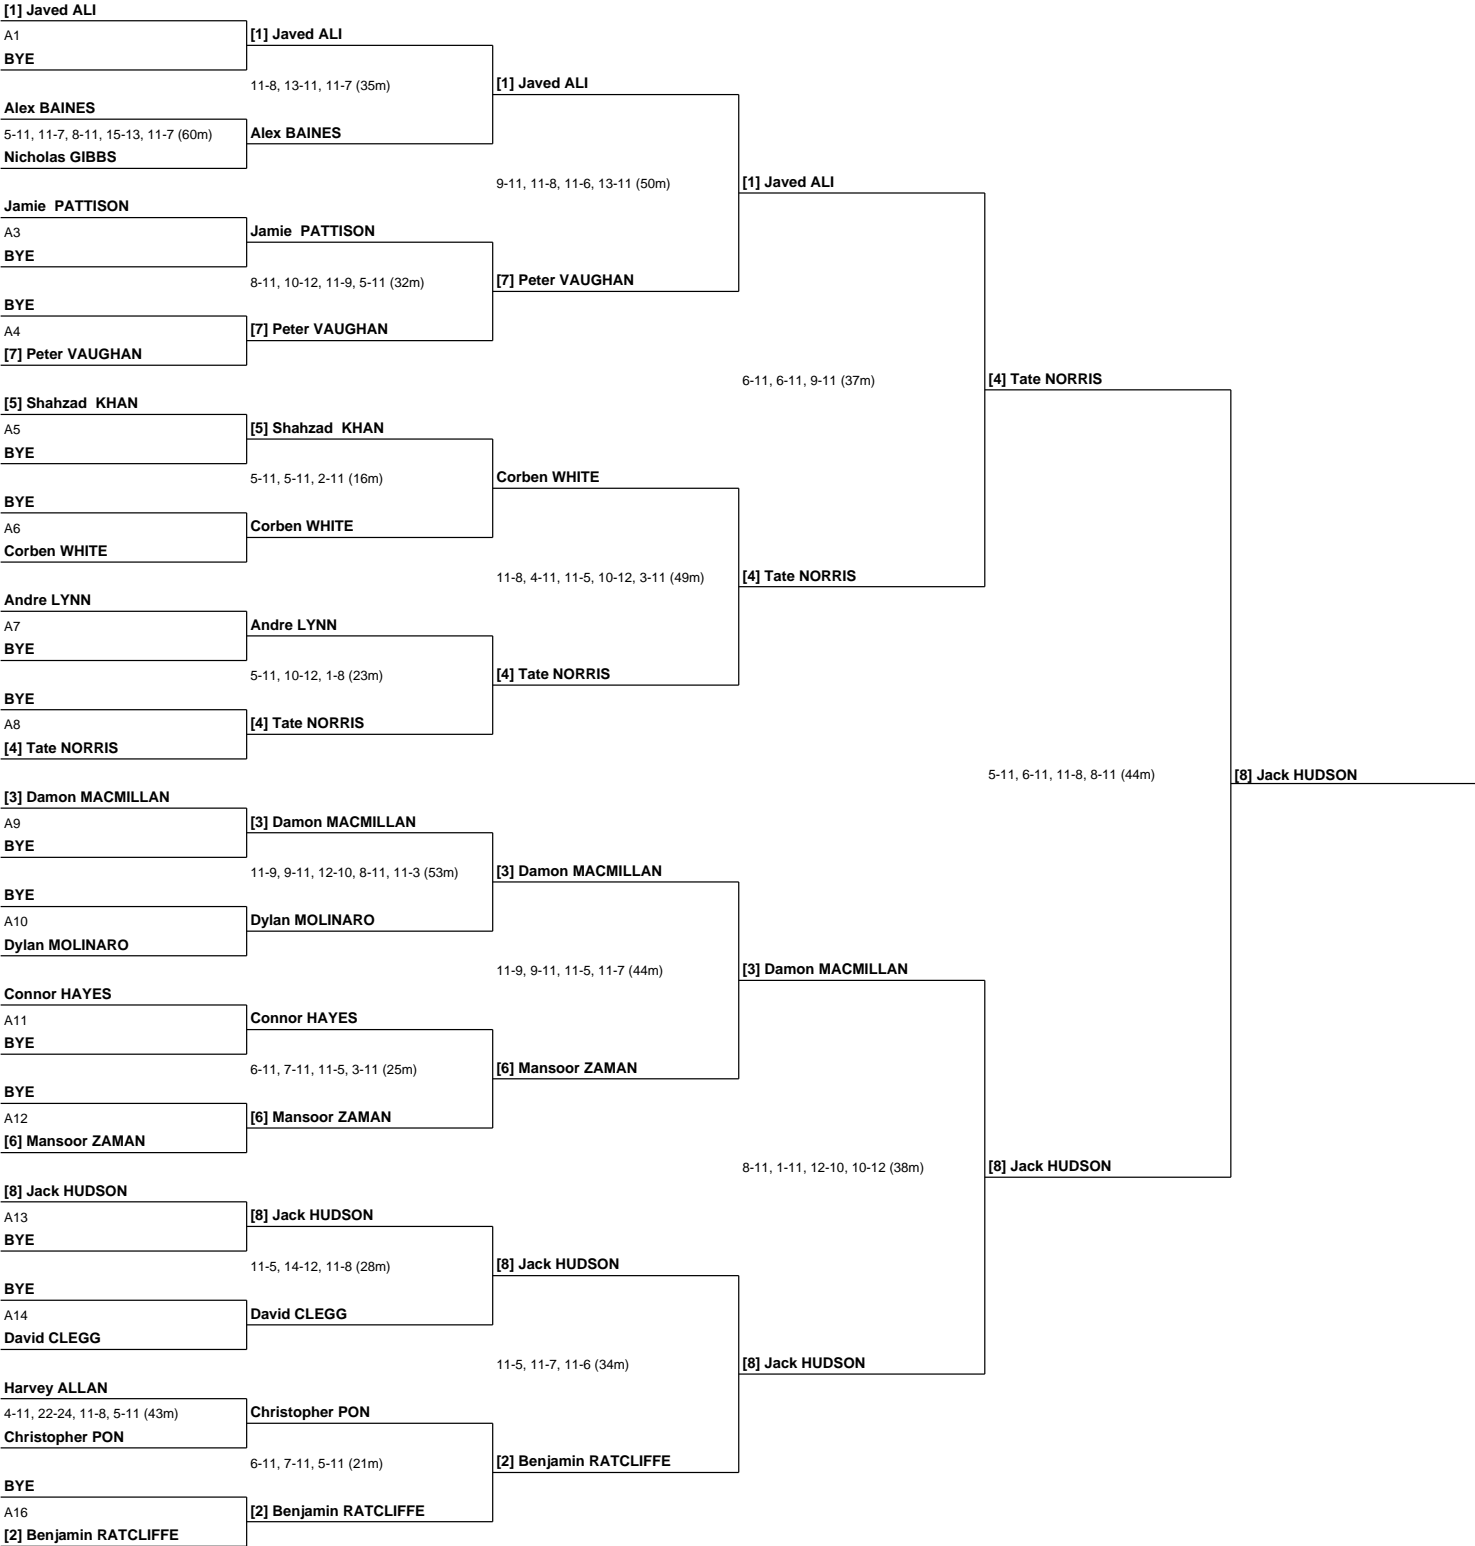 [1] Javed ALI
A1
BYE
Alex BAINES
5-11, 11-7, 8-11, 15-13, 11-7 (60m)
Nicholas GIBBS
Jamie  PATTISON
A3
BYE
BYE
A4
[7] Peter VAUGHAN
[5] Shahzad  KHAN
A5
BYE
BYE
A6
Corben WHITE
Andre LYNN
A7
BYE
BYE
A8
[4] Tate NORRIS
[3] Damon MACMILLAN
A9
BYE
BYE
A10
Dylan MOLINARO
Connor HAYES
A11
BYE
BYE
A12
[6] Mansoor ZAMAN
[8] Jack HUDSON
A13
BYE
BYE
A14
David CLEGG
Harvey ALLAN
4-11, 22-24, 11-8, 5-11 (43m)
Christopher PON
BYE
A16
[2] Benjamin RATCLIFFE
[1] Javed ALI
11-8, 13-11, 11-7 (35m)
Alex BAINES
Jamie  PATTISON
8-11, 10-12, 11-9, 5-11 (32m)
[7] Peter VAUGHAN
[5] Shahzad  KHAN
5-11, 5-11, 2-11 (16m)
Corben WHITE
Andre LYNN
5-11, 10-12, 1-8 (23m)
[4] Tate NORRIS
[3] Damon MACMILLAN
11-9, 9-11, 12-10, 8-11, 11-3 (53m)
Dylan MOLINARO
Connor HAYES
6-11, 7-11, 11-5, 3-11 (25m)
[6] Mansoor ZAMAN
[8] Jack HUDSON
11-5, 14-12, 11-8 (28m)
David CLEGG
Christopher PON
6-11, 7-11, 5-11 (21m)
[2] Benjamin RATCLIFFE
[1] Javed ALI
9-11, 11-8, 11-6, 13-11 (50m)
[7] Peter VAUGHAN
Corben WHITE
11-8, 4-11, 11-5, 10-12, 3-11 (49m)
[4] Tate NORRIS
[3] Damon MACMILLAN
11-9, 9-11, 11-5, 11-7 (44m)
[6] Mansoor ZAMAN
[8] Jack HUDSON
11-5, 11-7, 11-6 (34m)
[2] Benjamin RATCLIFFE
[1] Javed ALI
6-11, 6-11, 9-11 (37m)
[4] Tate NORRIS
[3] Damon MACMILLAN
8-11, 1-11, 12-10, 10-12 (38m)
[8] Jack HUDSON
[4] Tate NORRIS
5-11, 6-11, 11-8, 8-11 (44m)
[8] Jack HUDSON
[8] Jack HUDSON